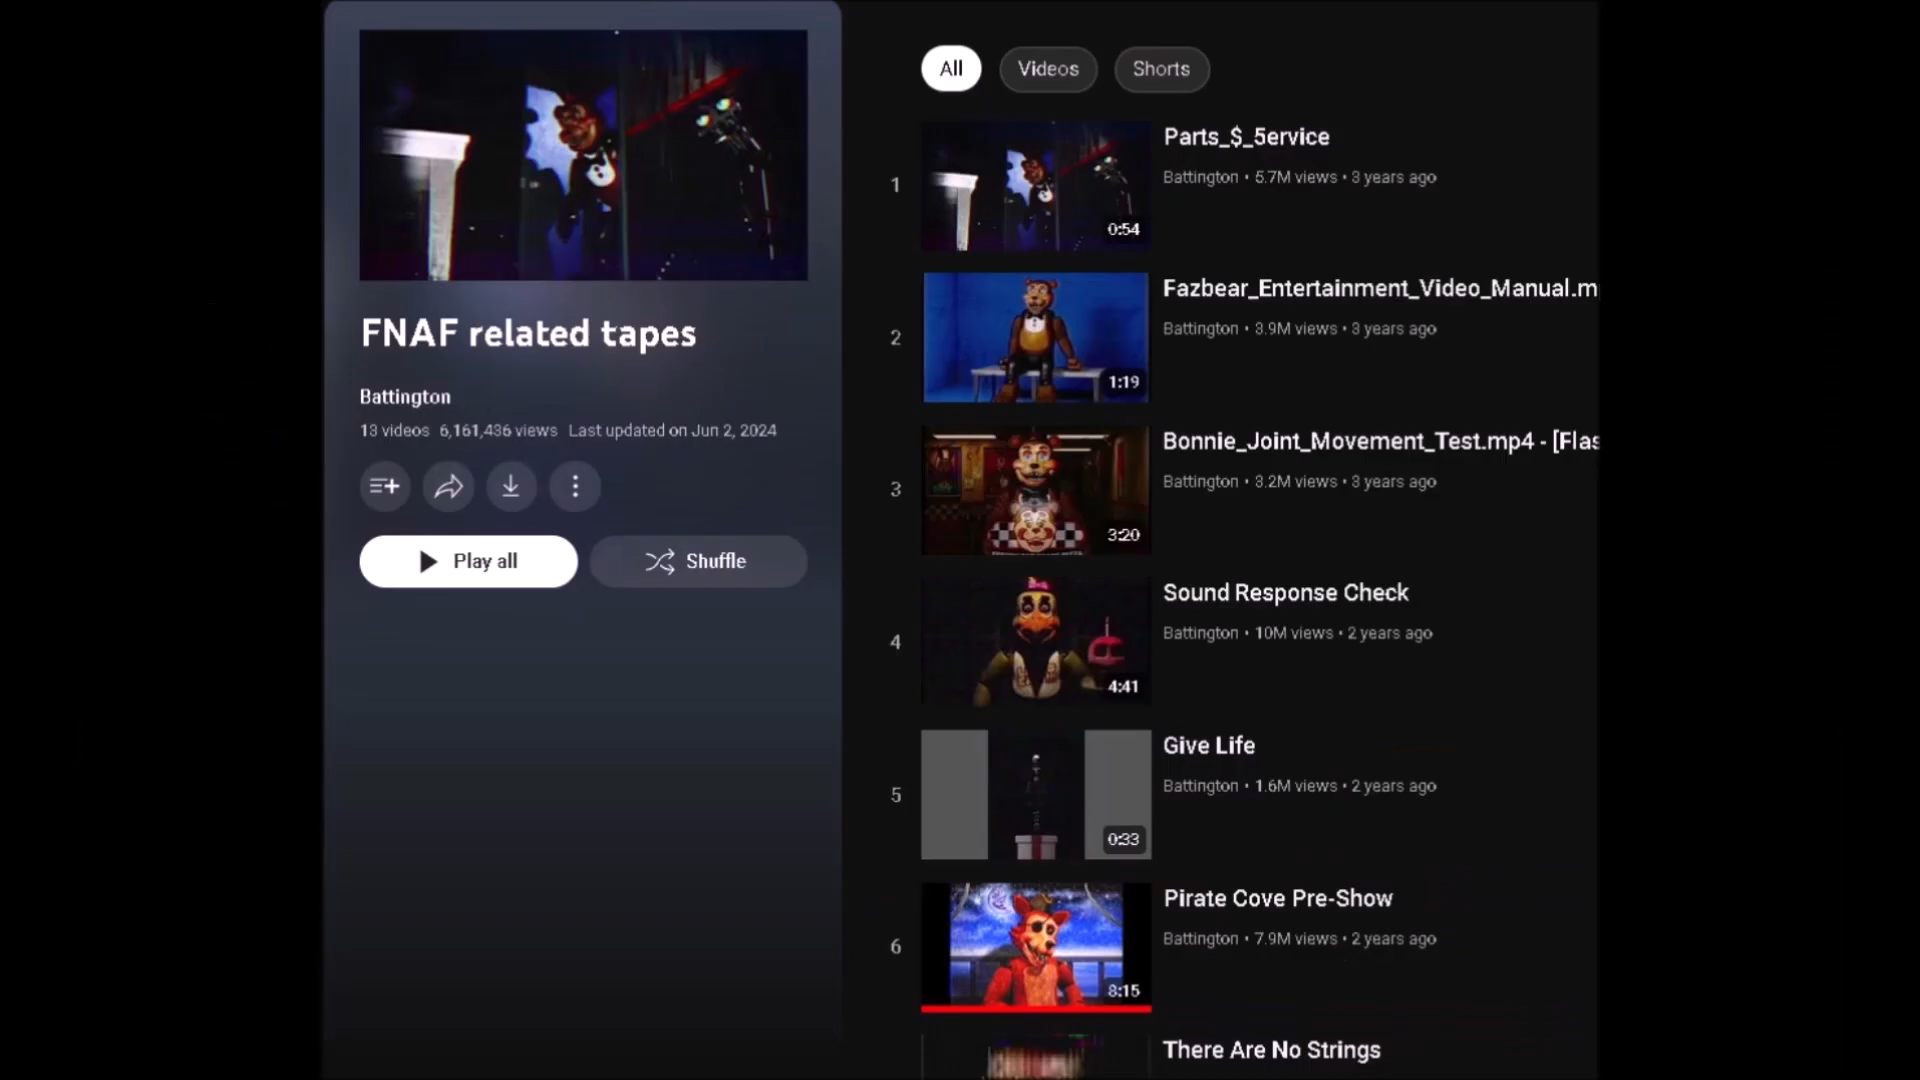 FNAF related tapes
Battington
13 videos 6,161,436 views Last updated on Jun 2, 2024
Play all
Shuffle
All
Videos
Shorts
1
0:54
Parts_$_5ervice
Battington • 5.7M views • 3 years ago
2
1:19
Fazbear_Entertainment_Video_Manual.m
Battington • 3.9M views • 3 years ago
3
3:20
Bonnie_Joint_Movement_Test.mp4 - [Flas
Battington • 3.2M views • 3 years ago
4
4:41
Sound Response Check
Battington • 10M views • 2 years ago
5
0:33
Give Life
Battington • 1.6M views • 2 years ago
6
8:15
Pirate Cove Pre-Show
Battington • 7.9M views • 2 years ago
There Are No Strings